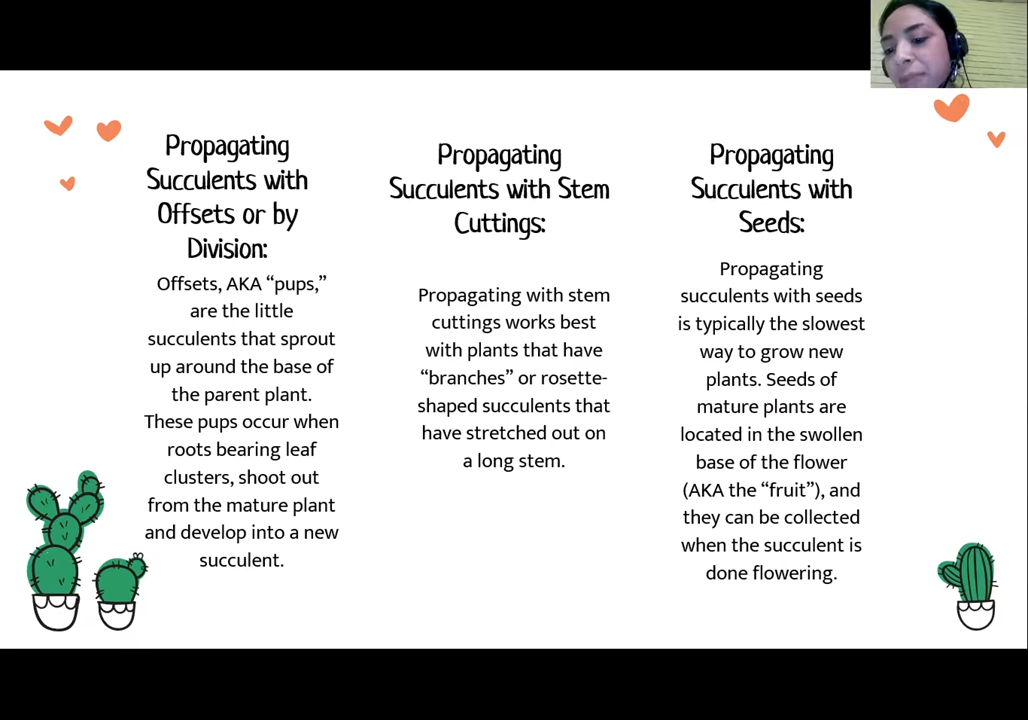 Propagating
Succulents with
Offsets or by
Division:
Offsets, AKA “pups,”
are the little
succulents that sprout
up around the base of
the parent plant.
These pups occur when
roots bearing leaf
clusters, shoot out
from the mature plant
and develop into a new
succulent.
Propagating
Succulents with Stem
Cuttings:
Propagating with stem
cuttings works best
with plants that have
“branches” or rosette-
shaped succulents that
have stretched out on
a long stem.
Propagating
Succulents with
Seeds:
Propagating
succulents with seeds
is typically the slowest
way to grow new
plants. Seeds of
mature plants are
located in the swollen
base of the flower
(AKA the “fruit”), and
they can be collected
when the succulent is
done flowering.